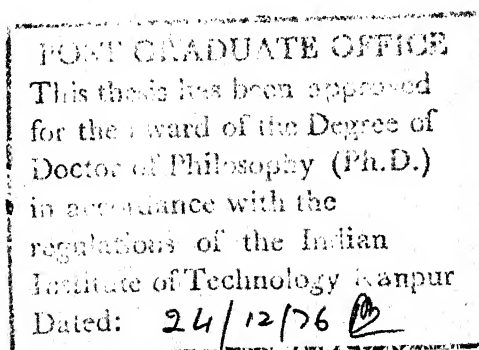 POST GRADUATE OFFICE
This thesis has been approved
for the award of the Degree of
Doctor of Philosophy (Ph.D.)
in accordance with the
regulations of the Indian
Institute of Technology Kanpur
Dated: 24/12/76